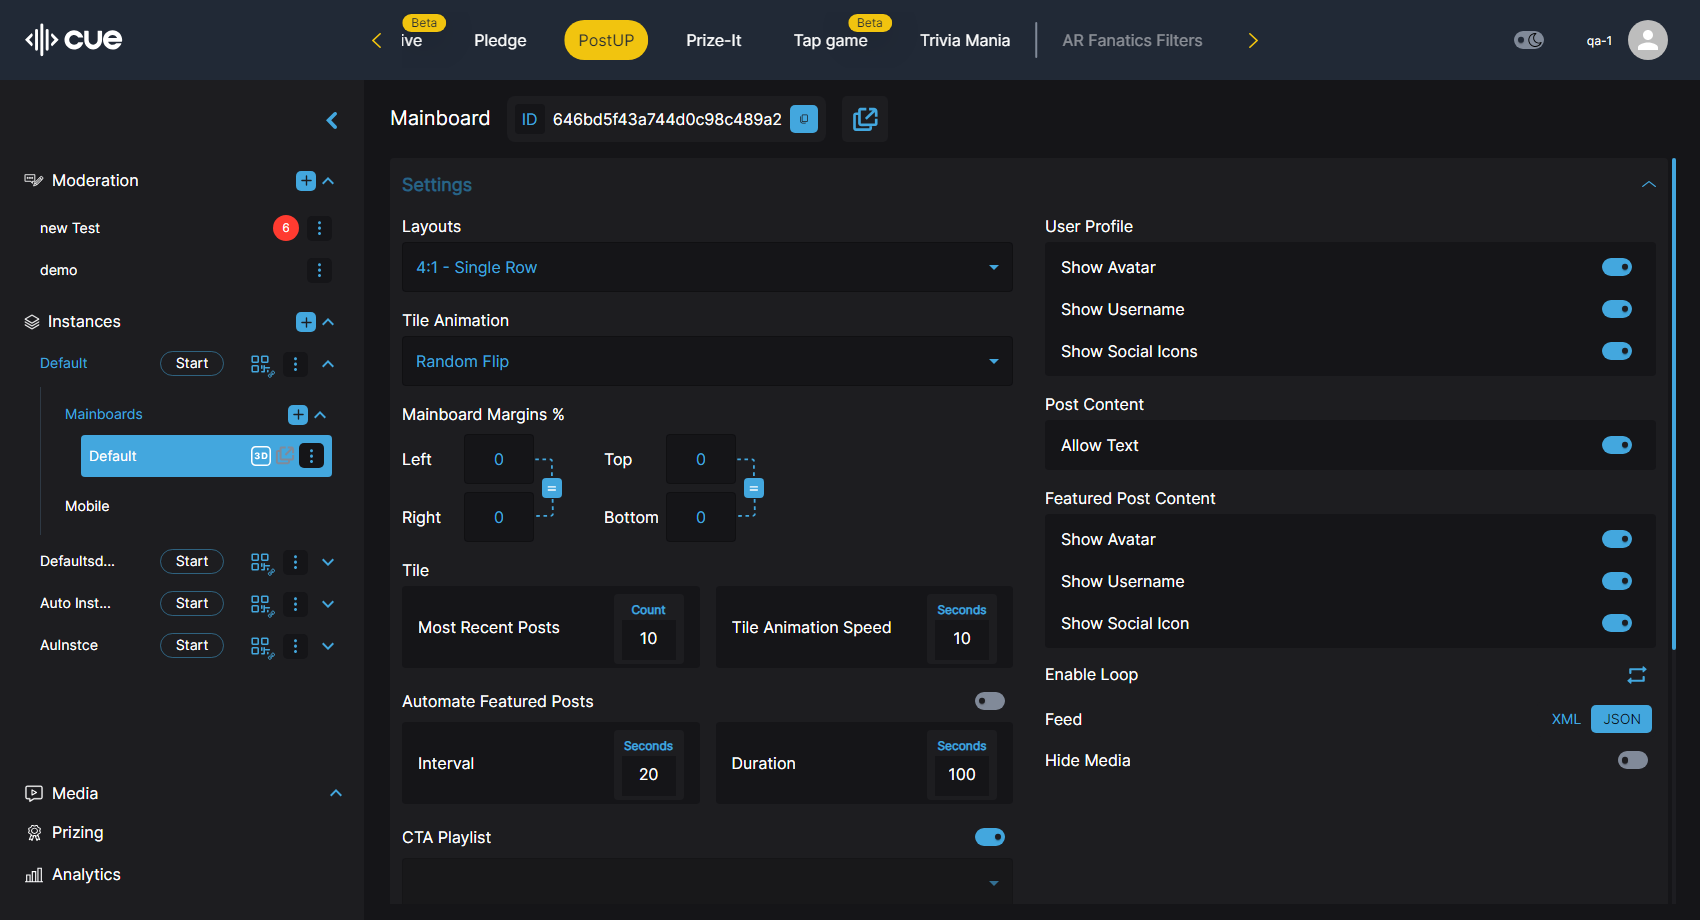 cue
Beta
ive
Pledge
PostUP
Prize-It
Beta
Tap game
Trivia Mania
AR Fanatics Filters
qa-1
Moderation
new Test
6
demo
Instances
Default
Start
Mainboards
Default
3D
Mobile
Defaultsd...
Start
Auto Inst...
Start
AuInstce
Start
Media
Prizing
Analytics
Mainboard
ID 646bd5f43a744d0c98c489a2
Settings
Layouts
4:1 - Single Row
Tile Animation
Random Flip
Mainboard Margins %
Left 0
Top 0
Right 0
Bottom 0
Tile
Most Recent Posts
Count
10
Tile Animation Speed
Seconds
10
Automate Featured Posts
Interval
Seconds
20
Duration
Seconds
100
CTA Playlist
User Profile
Show Avatar
Show Username
Show Social Icons
Post Content
Allow Text
Featured Post Content
Show Avatar
Show Username
Show Social Icon
Enable Loop
Feed
XML JSON
Hide Media